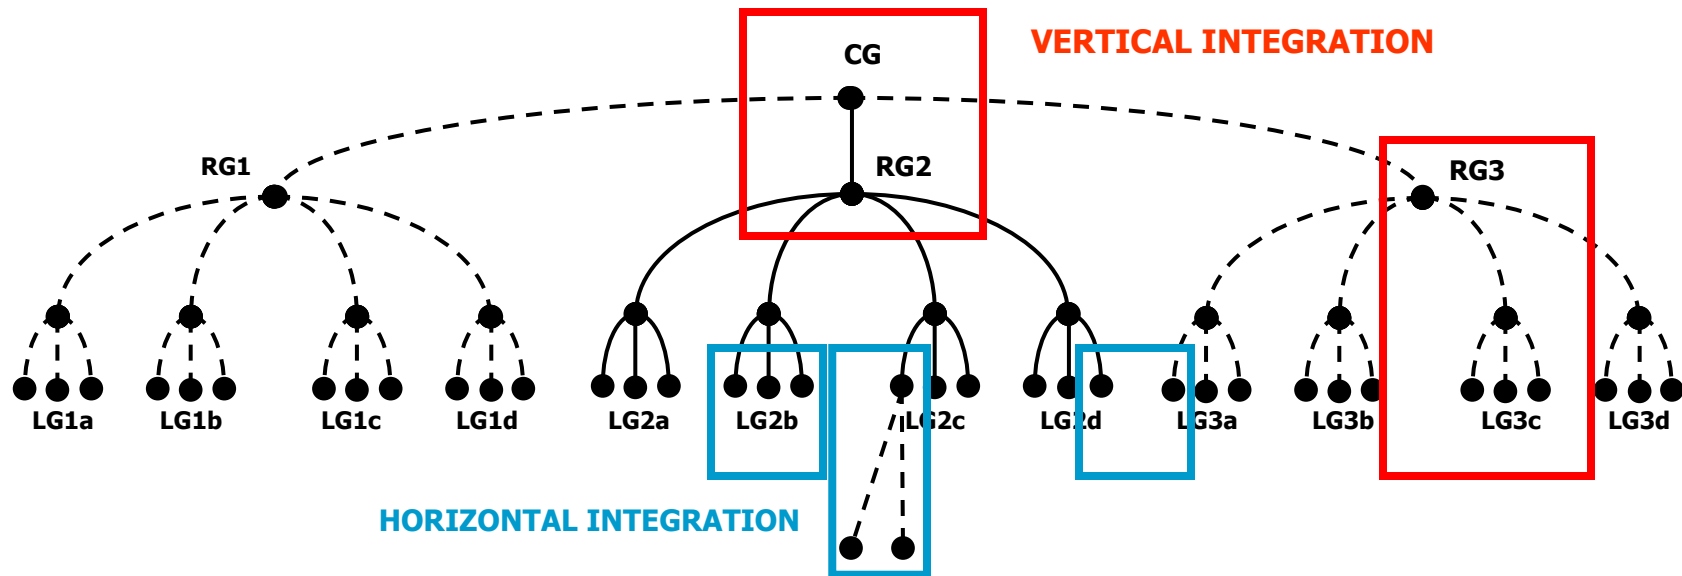 VERTICAL INTEGRATION
CG
RG1
RG2
RG3
LG1a LG1b LG1c LG1d LG2a LG2b LG2c LG2d LG3a LG3b LG3c LG3d
HORIZONTAL INTEGRATION